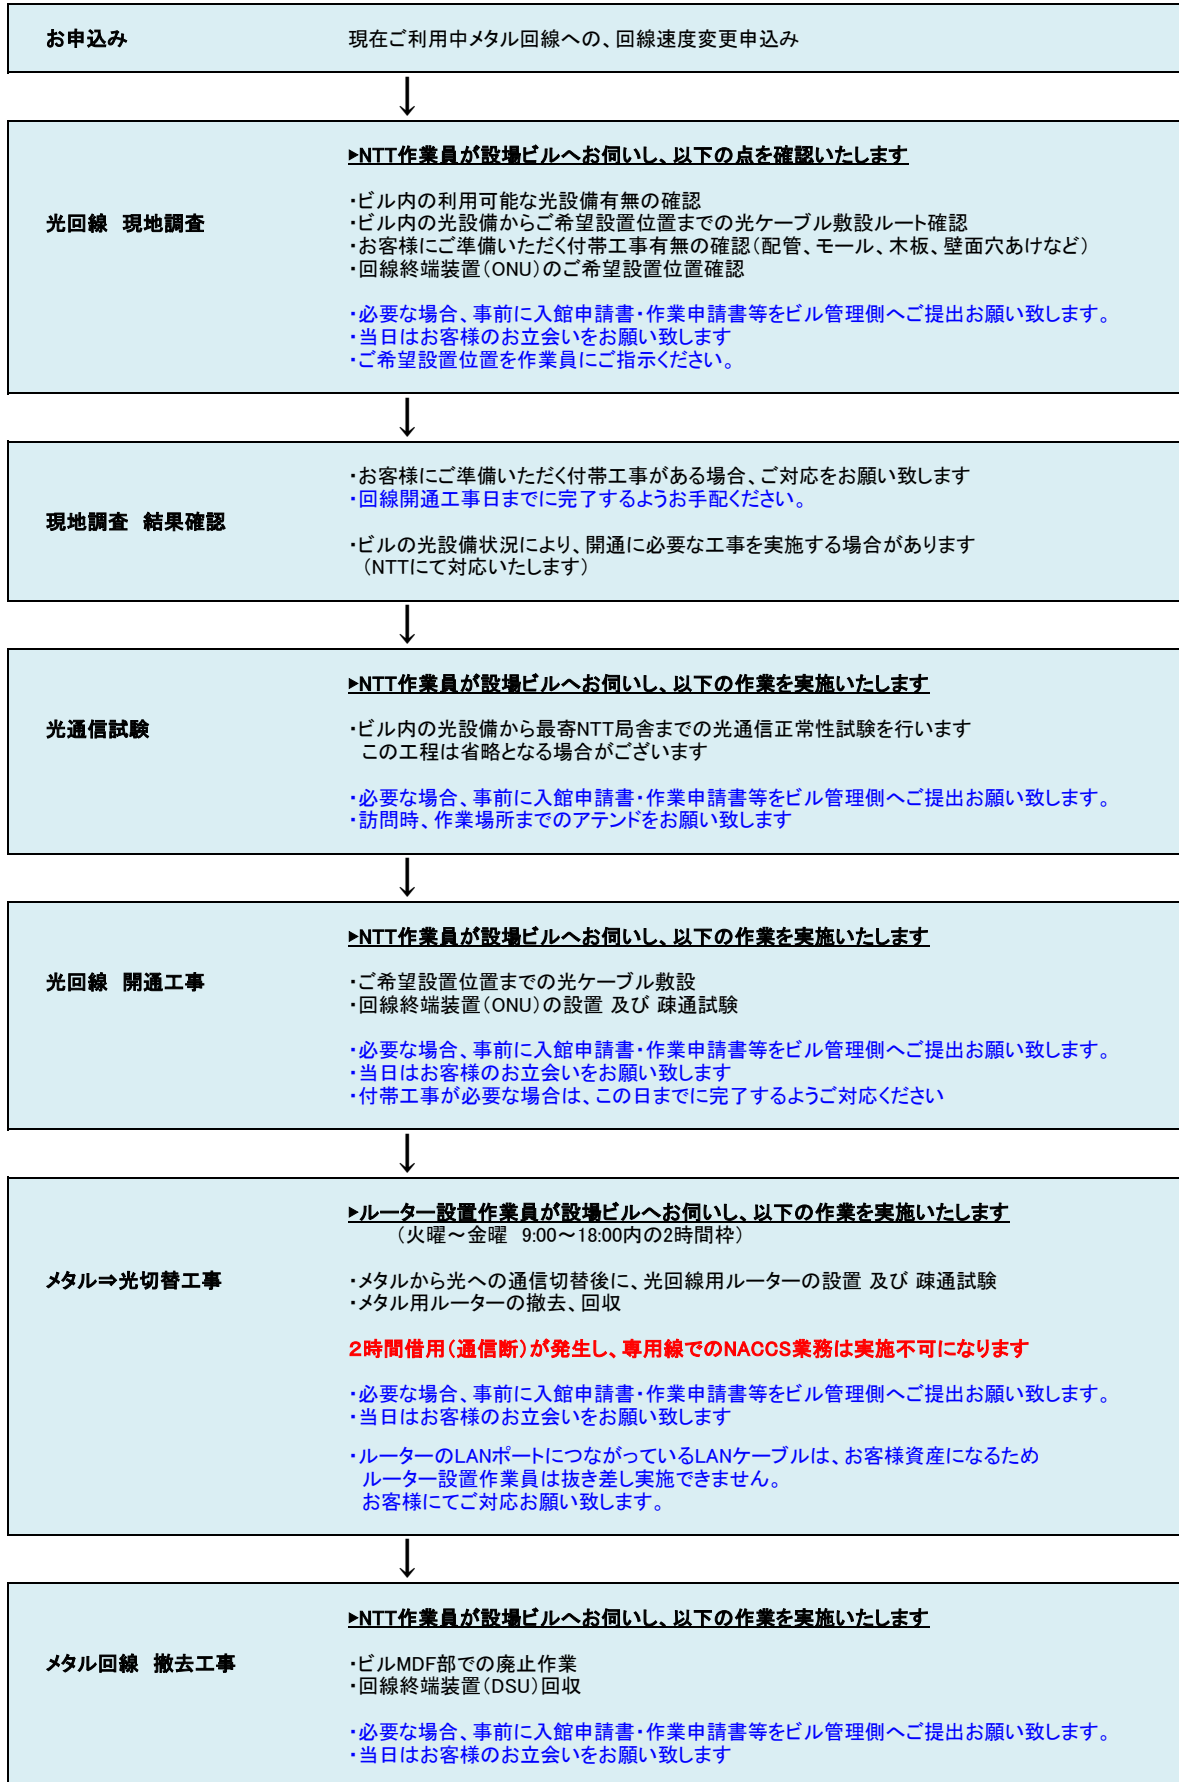 お申込み
現在ご利用中メタル回線への、回線速度変更申込み
↓
▶NTT作業員が設場ビルへお伺いし、以下の点を確認いたします
光回線　現地調査
・ビル内の利用可能な光設備有無の確認
・ビル内の光設備からご希望設置位置までの光ケーブル敷設ルート確認
・お客様にご準備いただく付帯工事有無の確認（配管、モール、木板、壁面穴あけなど）
・回線終端装置（ONU）のご希望設置位置確認
・必要な場合、事前に入館申請書・作業申請書等をビル管理側へご提出お願い致します。
・当日はお客様のお立会いをお願い致します
・ご希望設置位置を作業員にご指示ください。
↓
現地調査　結果確認
・お客様にご準備いただく付帯工事がある場合、ご対応をお願い致します
・回線開通工事日までに完了するようお手配ください。
・ビルの光設備状況により、開通に必要な工事を実施する場合があります
（NTTにて対応いたします）
↓
▶NTT作業員が設場ビルへお伺いし、以下の作業を実施いたします
光通信試験
・ビル内の光設備から最寄NTT局舎までの光通信正常性試験を行います
この工程は省略となる場合がございます
・必要な場合、事前に入館申請書・作業申請書等をビル管理側へご提出お願い致します。
・訪問時、作業場所までのアテンドをお願い致します
↓
▶NTT作業員が設場ビルへお伺いし、以下の作業を実施いたします
光回線　開通工事
・ご希望設置位置までの光ケーブル敷設
・回線終端装置（ONU）の設置 及び 疎通試験
・必要な場合、事前に入館申請書・作業申請書等をビル管理側へご提出お願い致します。
・当日はお客様のお立会いをお願い致します
・付帯工事が必要な場合は、この日までに完了するようご対応ください
↓
▶ルーター設置作業員が設場ビルへお伺いし、以下の作業を実施いたします
（火曜～金曜　9:00～18:00内の2時間枠）
メタル⇒光切替工事
・メタルから光への通信切替後に、光回線用ルーターの設置 及び 疎通試験
・メタル用ルーターの撤去、回収
２時間借用（通信断）が発生し、専用線でのNACCS業務は実施不可になります
・必要な場合、事前に入館申請書・作業申請書等をビル管理側へご提出お願い致します。
・当日はお客様のお立会いをお願い致します
・ルーターのLANポートにつながっているLANケーブルは、お客様資産になるため
ルーター設置作業員は抜き差し実施できません。
お客様にてご対応お願い致します。
↓
▶NTT作業員が設場ビルへお伺いし、以下の作業を実施いたします
メタル回線　撤去工事
・ビルMDF部での廃止作業
・回線終端装置（DSU）回収
・必要な場合、事前に入館申請書・作業申請書等をビル管理側へご提出お願い致します。
・当日はお客様のお立会いをお願い致します